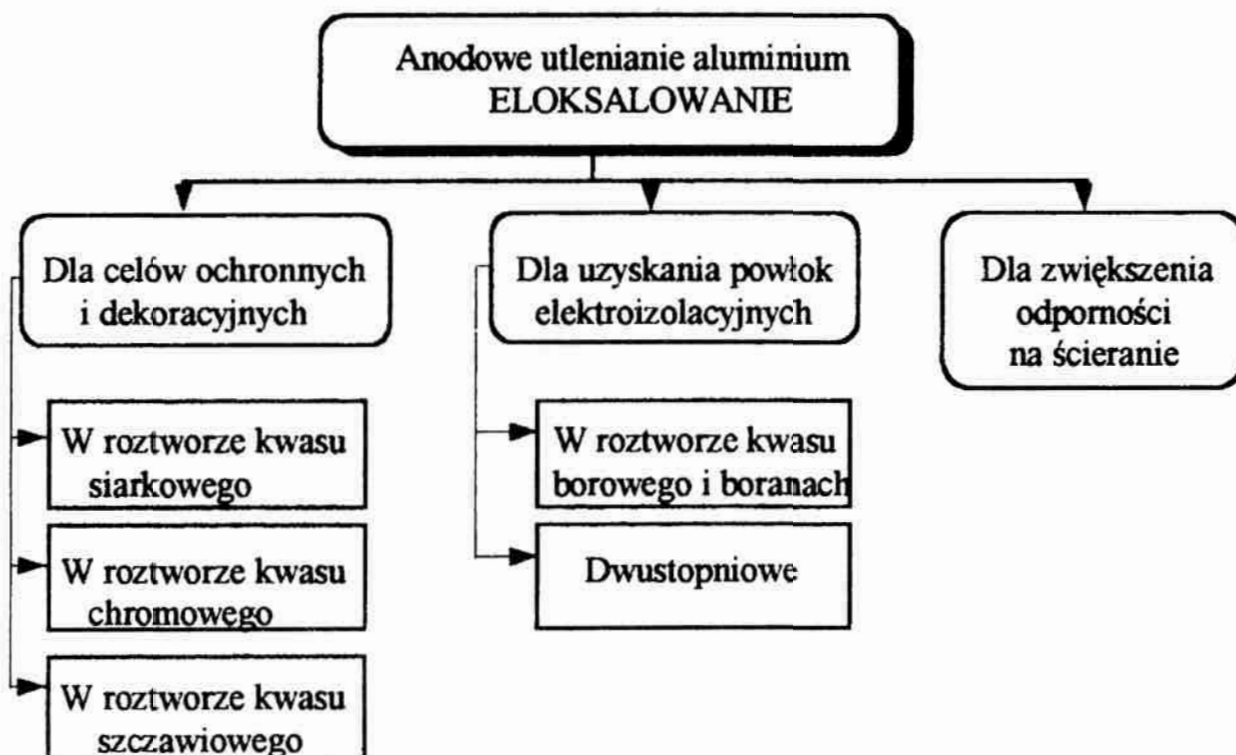 Anodowe utlenianie aluminium
ELOKSALOWANIE
Dla celów ochronnych
i dekoracyjnych
W roztworze kwasu
siarkowego
W roztworze kwasu
chromowego
W roztworze kwasu
szczawiowego
Dla uzyskania powłok
elektroizolacyjnych
W roztworze kwasu
borowego i boranach
Dwustopniowe
Dla zwiększenia
odporności
na ścieranie